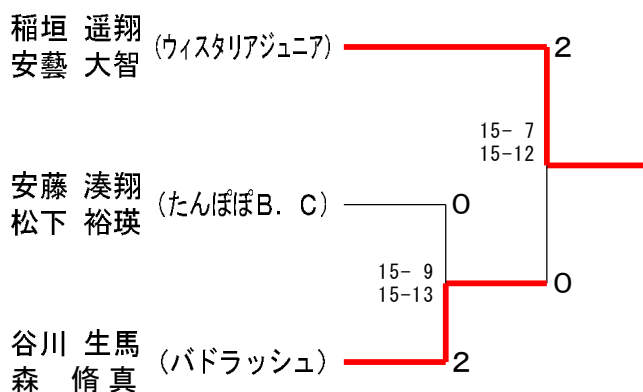 稲垣 遥翔
安藝 大智
(ウィスタリアジュニア)
2
15- 7
15-12
安藤 湊翔
松下 裕瑛
(たんぽぽB．C)
0
15- 9
15-13
0
谷川 生馬
森 脩真
(バドラッシュ)
2